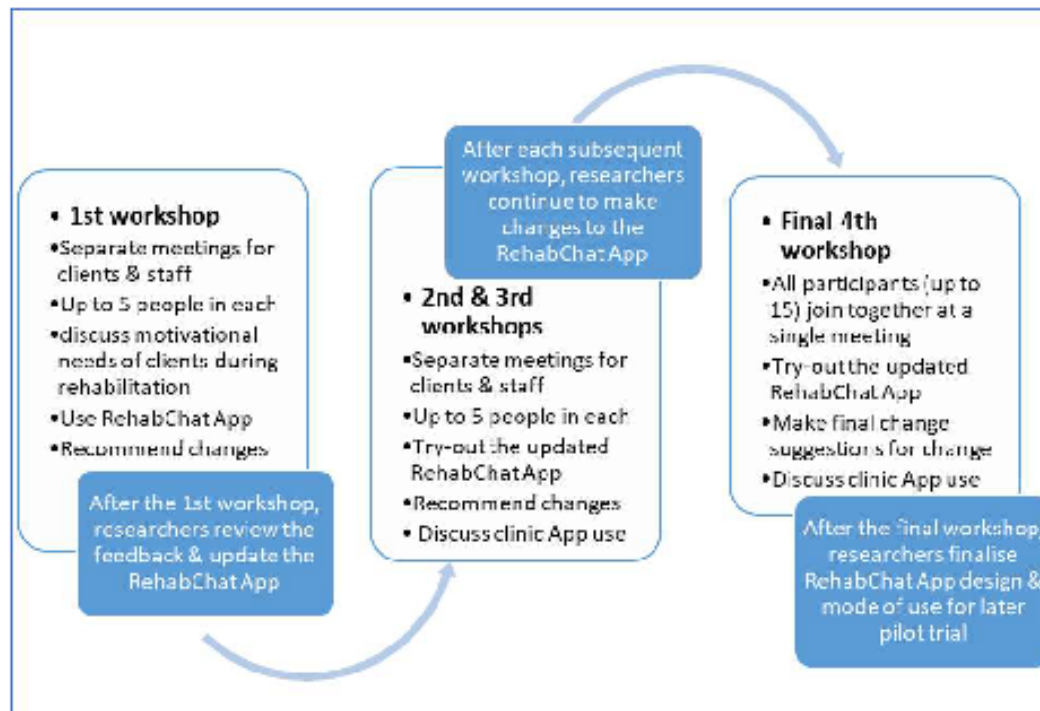 • 1st workshop
•Separate meetings for
clients & staff
•Up to 5 people in each
•discuss motivational
needs of clients during
rehabilitation
•Use RehabChat App
•Recommend changes
After the 1st workshop,
researchers review the
feedback & update the
RehabChat App
After each subsequent
workshop, researchers
continue to make
changes to the
RehabChat App
• 2nd & 3rd
workshops
•Separate meetings for
clients & staff
•Up to 5 people in each
•Try-out the updated
RehabChat App
•Recommend changes
• Discuss clinic App use
• Final 4th
workshop
•All participants (up to
15) join together at a
single meeting
•Try-out the updated
RehabChat App
•Make final change
suggestions for change
•Discuss clinic App use
After the final workshop,
researchers finalise
RehabChat App design &
mode of use for later
pilot trial